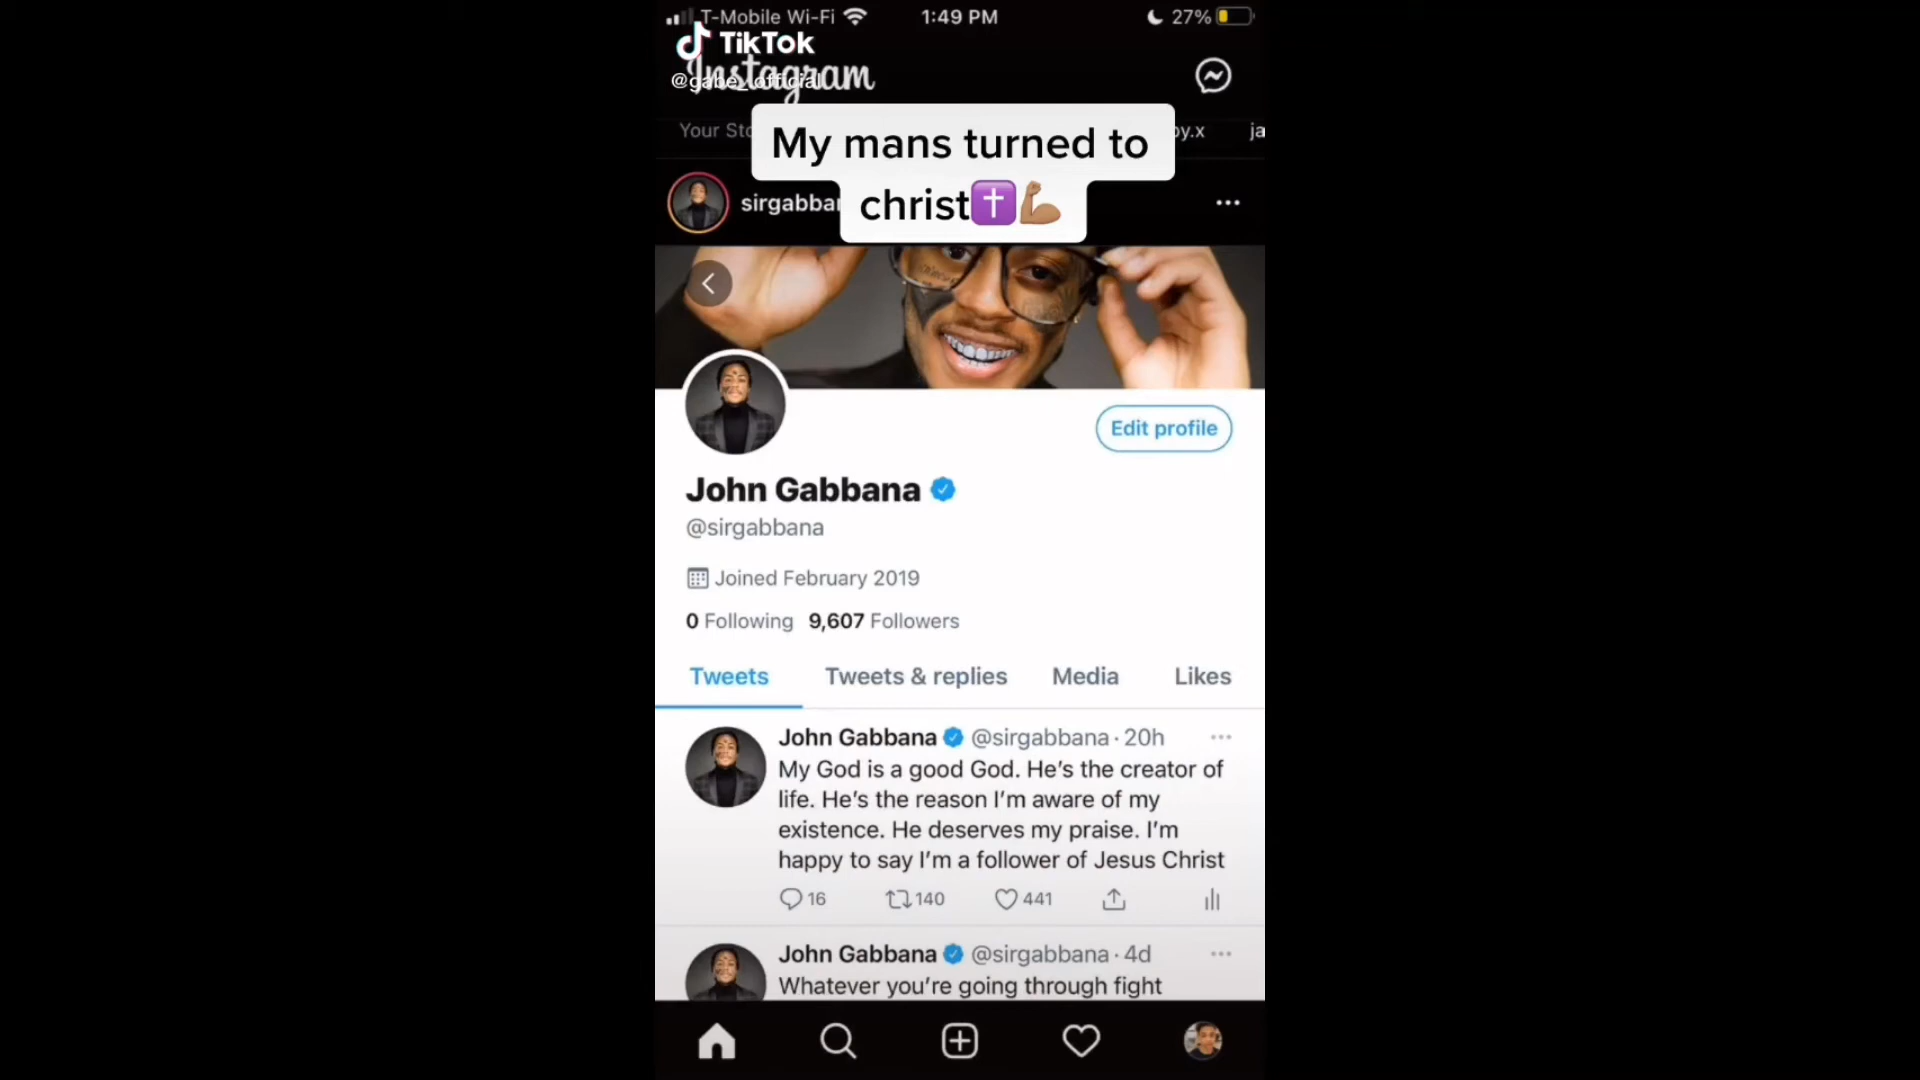 T-Mobile Wi-Fi 1:49 PM 27%
TikTok
Instagram
@gabe_official
Your
My mans turned to
christ✝️💪🏽
Edit profile
John Gabbana
@sirgabbana
Joined February 2019
0 Following 9,607 Followers
Tweets Tweets & replies Media Likes
John Gabbana @sirgabbana · 20h
My God is a good God. He's the creator of
life. He's the reason I'm aware of my
existence. He deserves my praise. I'm
happy to say I'm a follower of Jesus Christ
16 140 441
John Gabbana @sirgabbana · 4d
Whatever you're going through fight